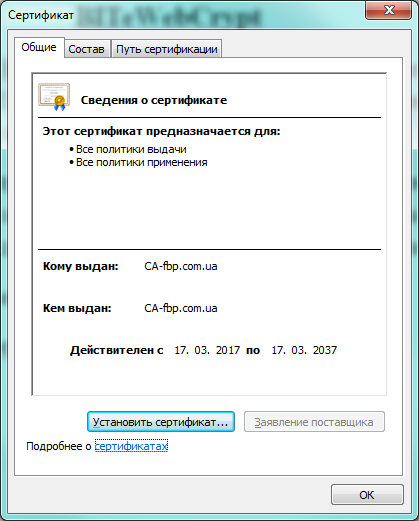 Сертификат
BITeWebCrypt
Общие
Состав
Путь сертификации
Сведения о сертификате
Этот сертификат предназначается для:
• Все политики выдачи
• Все политики применения
Кому выдан: CA-fbp.com.ua
Кем выдан: CA-fbp.com.ua
Действителен с 17. 03. 2017 по 17. 03. 2037
Установить сертификат...
Заявление поставщика
Подробнее о сертификатах
OK